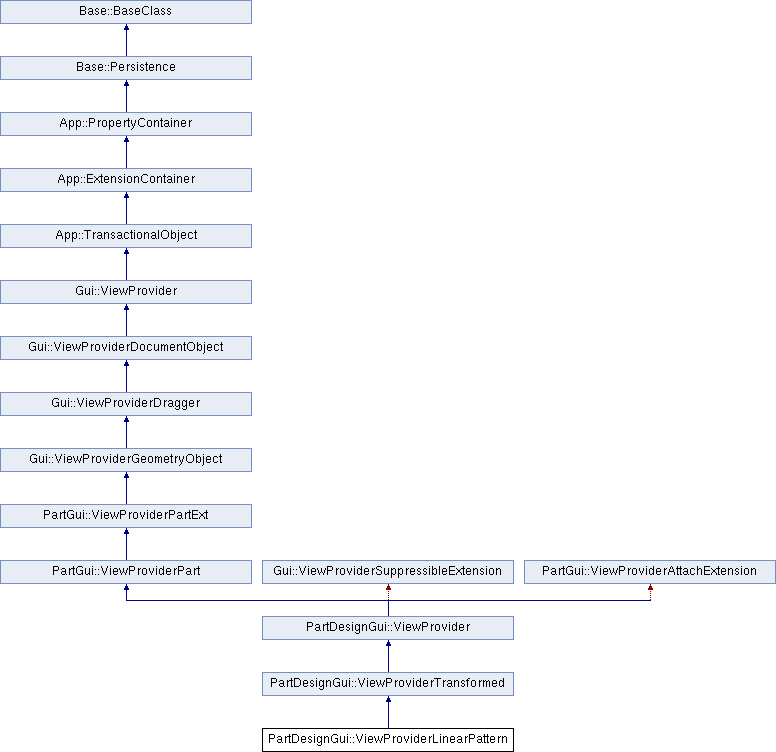 Base::BaseClass
Base::Persistence
App::PropertyContainer
App::ExtensionContainer
App::TransactionalObject
Gui::ViewProvider
Gui::ViewProviderDocumentObject
Gui::ViewProviderDragger
Gui::ViewProviderGeometryObject
PartGui::ViewProviderPartExt
PartGui::ViewProviderPart
Gui::ViewProviderSuppressibleExtension
PartGui::ViewProviderAttachExtension
PartDesignGui::ViewProvider
PartDesignGui::ViewProviderTransformed
PartDesignGui::ViewProviderLinearPattern